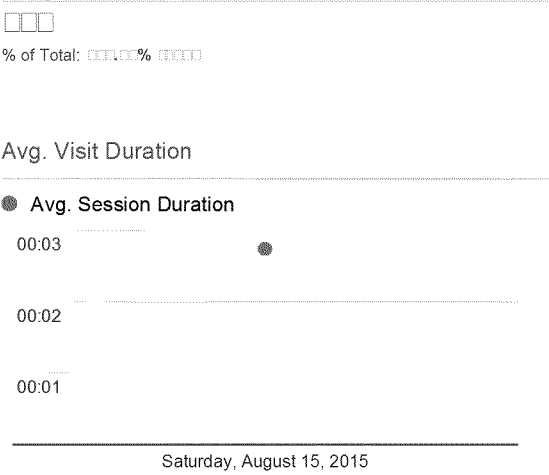 % of Total: %
Avg. Visit Duration
Avg. Session Duration
00:03
00:02
00:01
Saturday, August 15, 2015